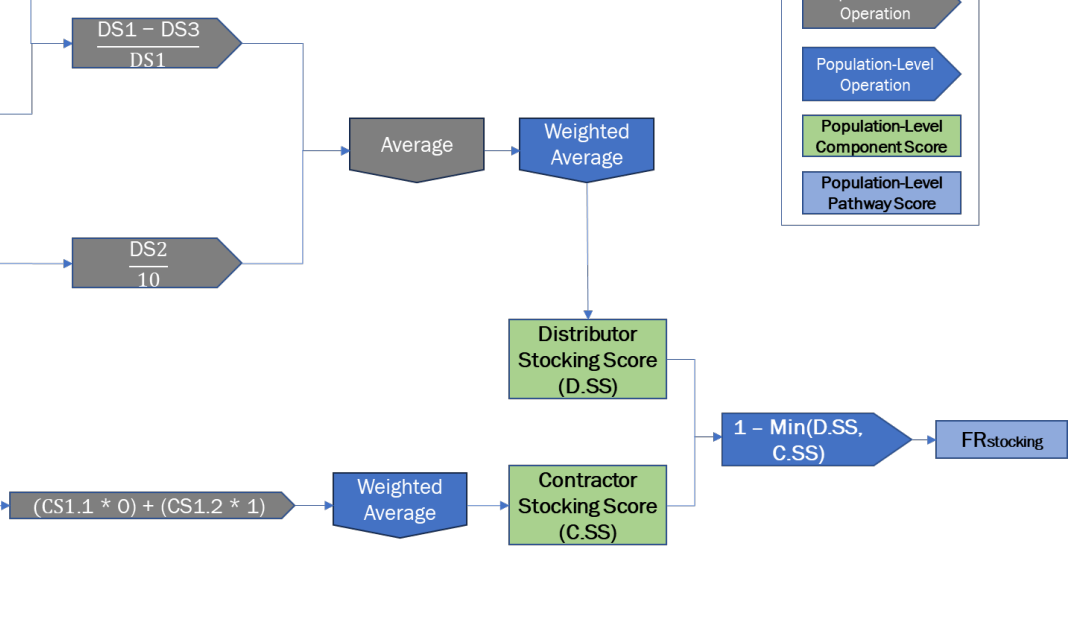 Operation
Population-Level
Operation
Population-Level
Component Score
Population-Level
Pathway Score
DS1 − DS3
DS1
Average
Weighted
Average
DS2
10
Distributor
Stocking Score
(D.SS)
1 – Min(D.SS,
C.SS)
FRstocking
(CS1.1 * 0) + (CS1.2 * 1)
Weighted
Average
Contractor
Stocking Score
(C.SS)